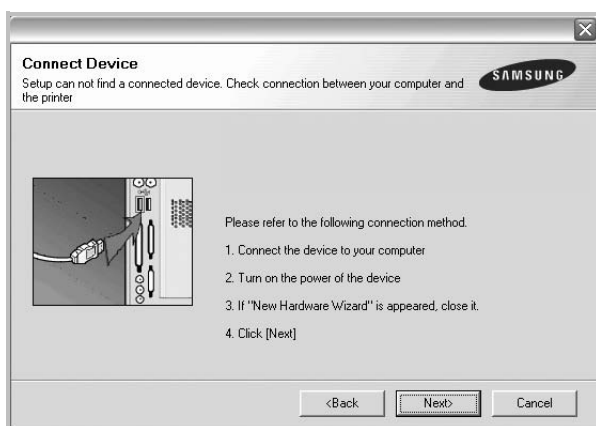 Connect Device
Setup can not find a connected device. Check connection between your computer and
the printer
SAMSUNG
Please refer to the following connection method.
1. Connect the device to your computer
2. Turn on the power of the device
3. If "New Hardware Wizard" is appeared, close it.
4. Click [Next]
<Back
Next>
Cancel